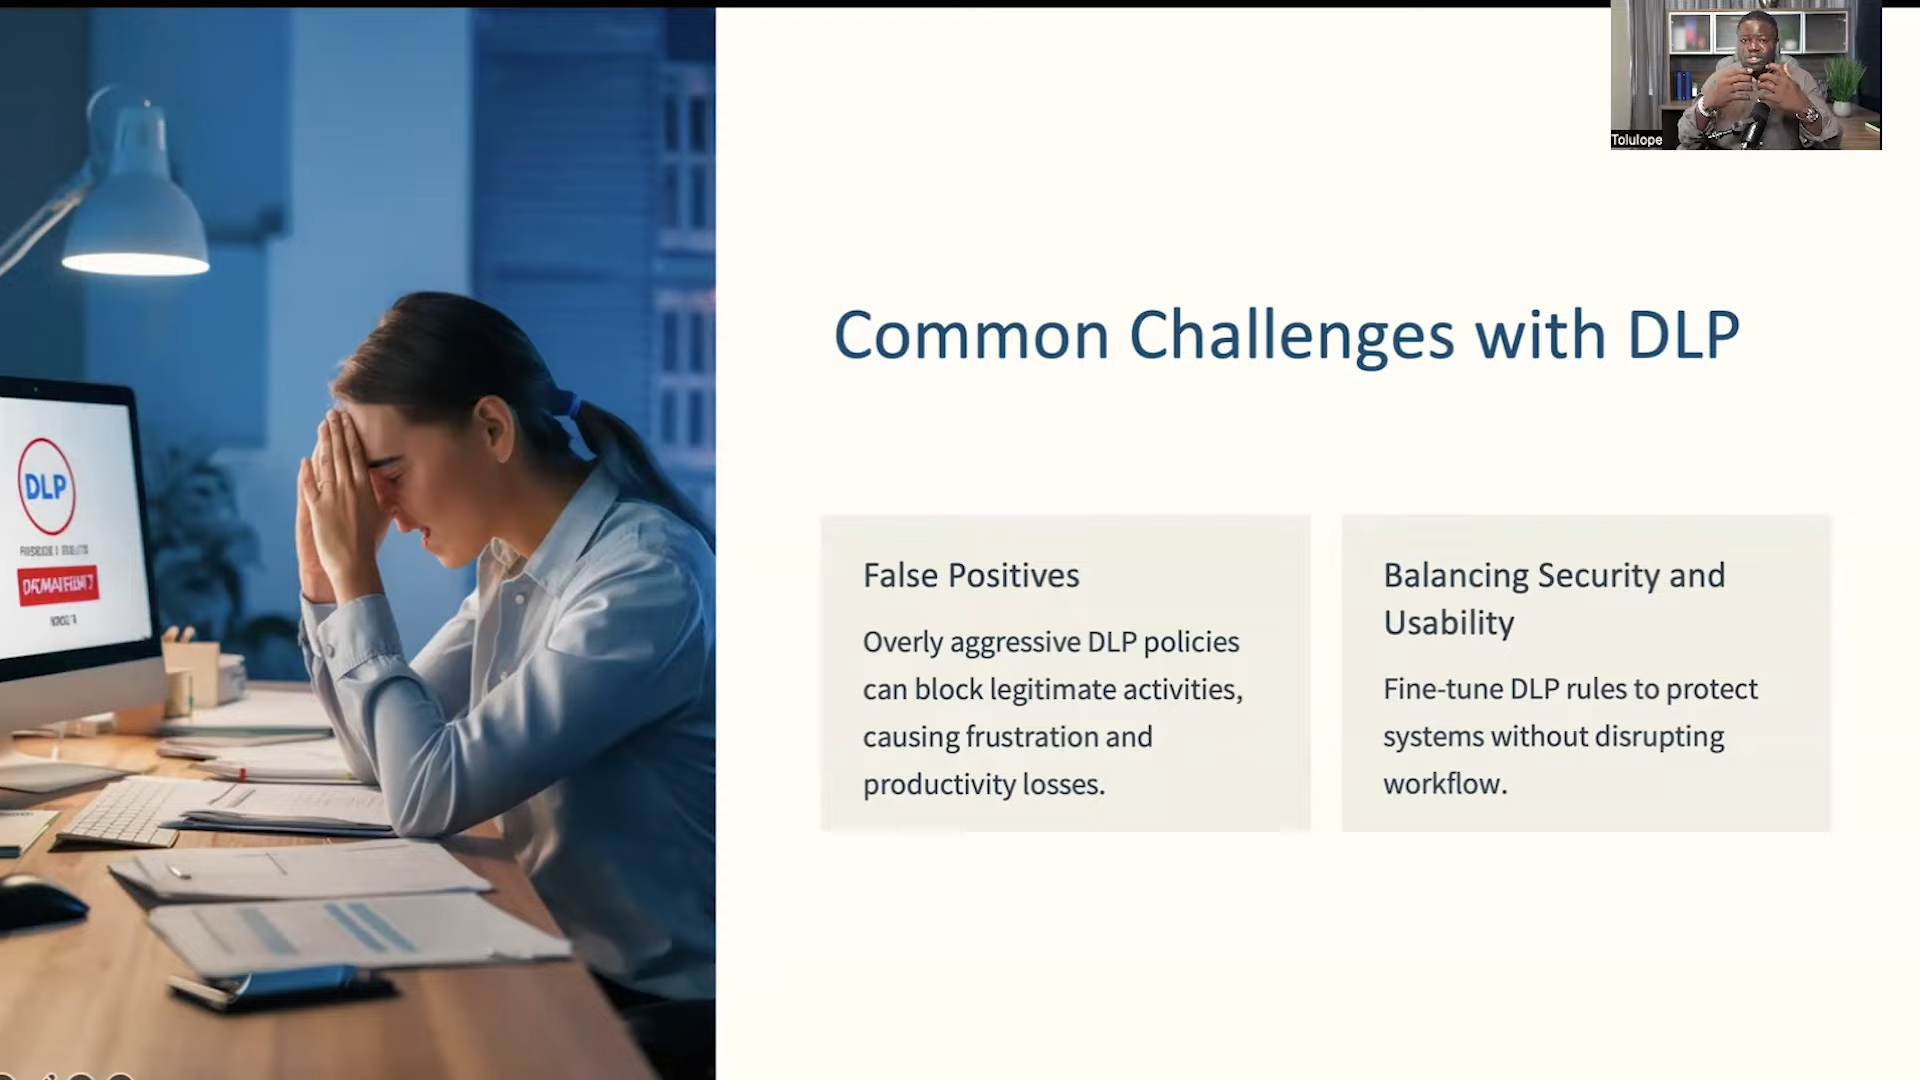 Tolulope
Common Challenges with DLP
DLP
False Positives
Overly aggressive DLP policies
can block legitimate activities,
causing frustration and
productivity losses.
Balancing Security and
Usability
Fine-tune DLP rules to protect
systems without disrupting
workflow.